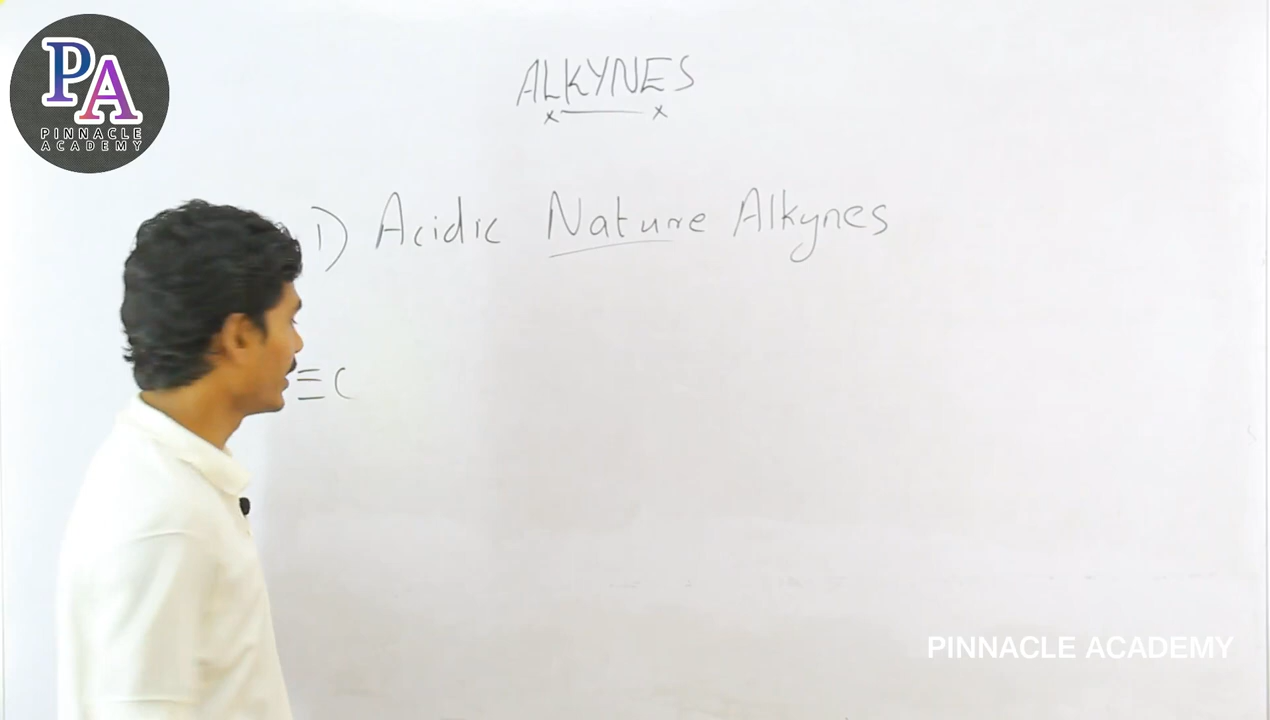 PA
PINNACLE
ACADEMY
ALKYNES
1) Acidic Nature Alkynes
≡C
PINNACLE ACADEMY